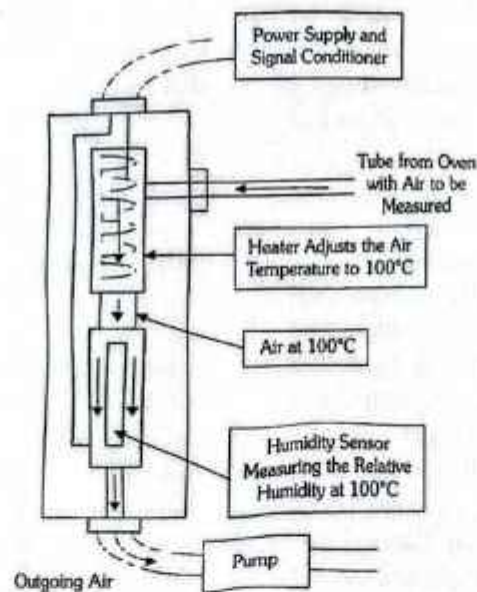 Power Supply and
Signal Conditioner
Tube from Oven
with Air to be
Measured
Heater Adjusts the Air
Temperature to 100°C
Air at 100°C
Humidity Sensor
Measuring the Relative
Humidity at 100°C
Pump
Outgoing Air